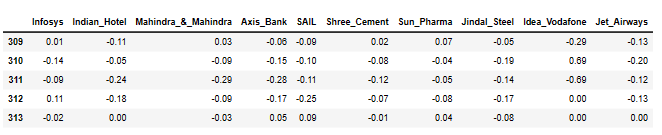 Infosys Indian_Hotel Mahindra_&_Mahindra Axis_Bank SAIL Shree_Cement Sun_Pharma Jindal_Steel Idea_Vodafone Jet_Airways
309 0.01 -0.11 0.03 -0.06 -0.09 0.02 0.07 -0.05 -0.29 -0.13
310 -0.14 -0.05 -0.09 -0.15 -0.10 -0.08 -0.04 -0.19 0.69 -0.20
311 -0.09 -0.24 -0.29 -0.28 -0.11 -0.12 -0.05 -0.14 -0.69 -0.12
312 0.11 -0.18 -0.09 -0.17 -0.25 -0.07 -0.08 -0.17 0.00 -0.13
313 -0.02 0.00 -0.03 0.05 0.09 -0.01 0.04 -0.08 0.00 0.00